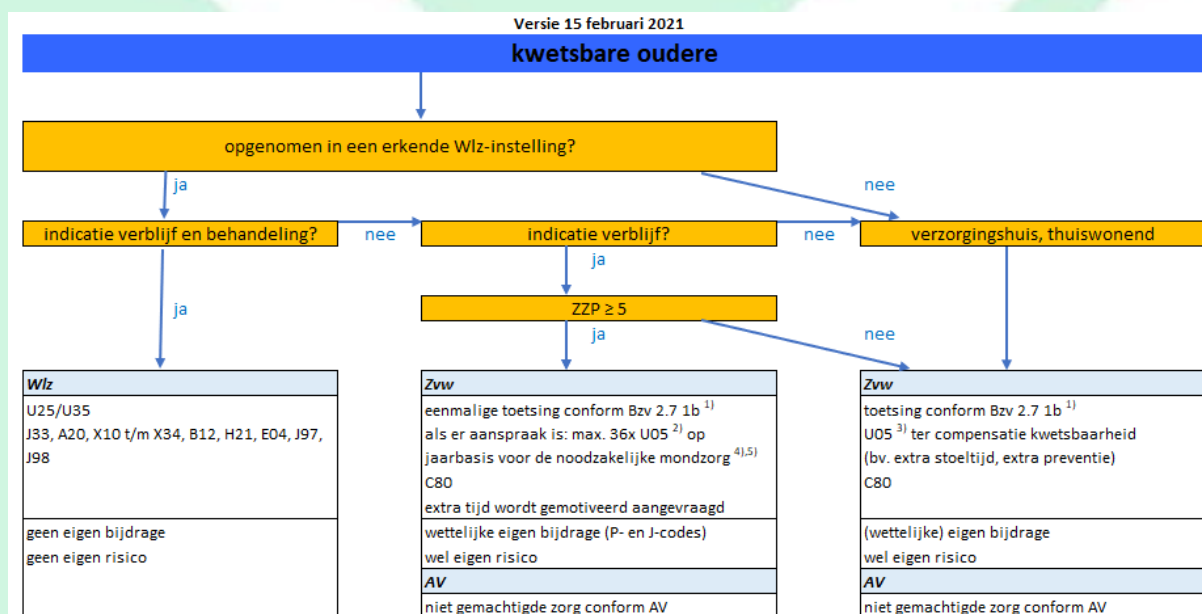 Versie 15 februari 2021
kwetsbare oudere
opgenomen in een erkende Wlz-instelling?
ja
nee
indicatie verblijf en behandeling?
nee
indicatie verblijf?
nee
verzorgingshuis, thuiswonend
ja
ja
ZZP ≥ 5
ja
nee
Wlz
U25/U35
J33, A20, X10 t/m X34, B12, H21, E04, J97,
J98
geen eigen bijdrage
geen eigen risico
Zvw
eenmalige toetsing conform Bzv 2.7 1b 1)
als er aanspraak is: max. 36x U05 2) op
jaarbasis voor de noodzakelijke mondzorg 4),5)
C80
extra tijd wordt gemotiveerd aangevraagd
wettelijke eigen bijdrage (P- en J-codes)
wel eigen risico
AV
niet gemachtigde zorg conform AV
Zvw
toetsing conform Bzv 2.7 1b 1)
U05 3) ter compensatie kwetsbaarheid
(bv. extra stoeltijd, extra preventie)
C80
(wettelijke) eigen bijdrage
wel eigen risico
AV
niet gemachtigde zorg conform AV